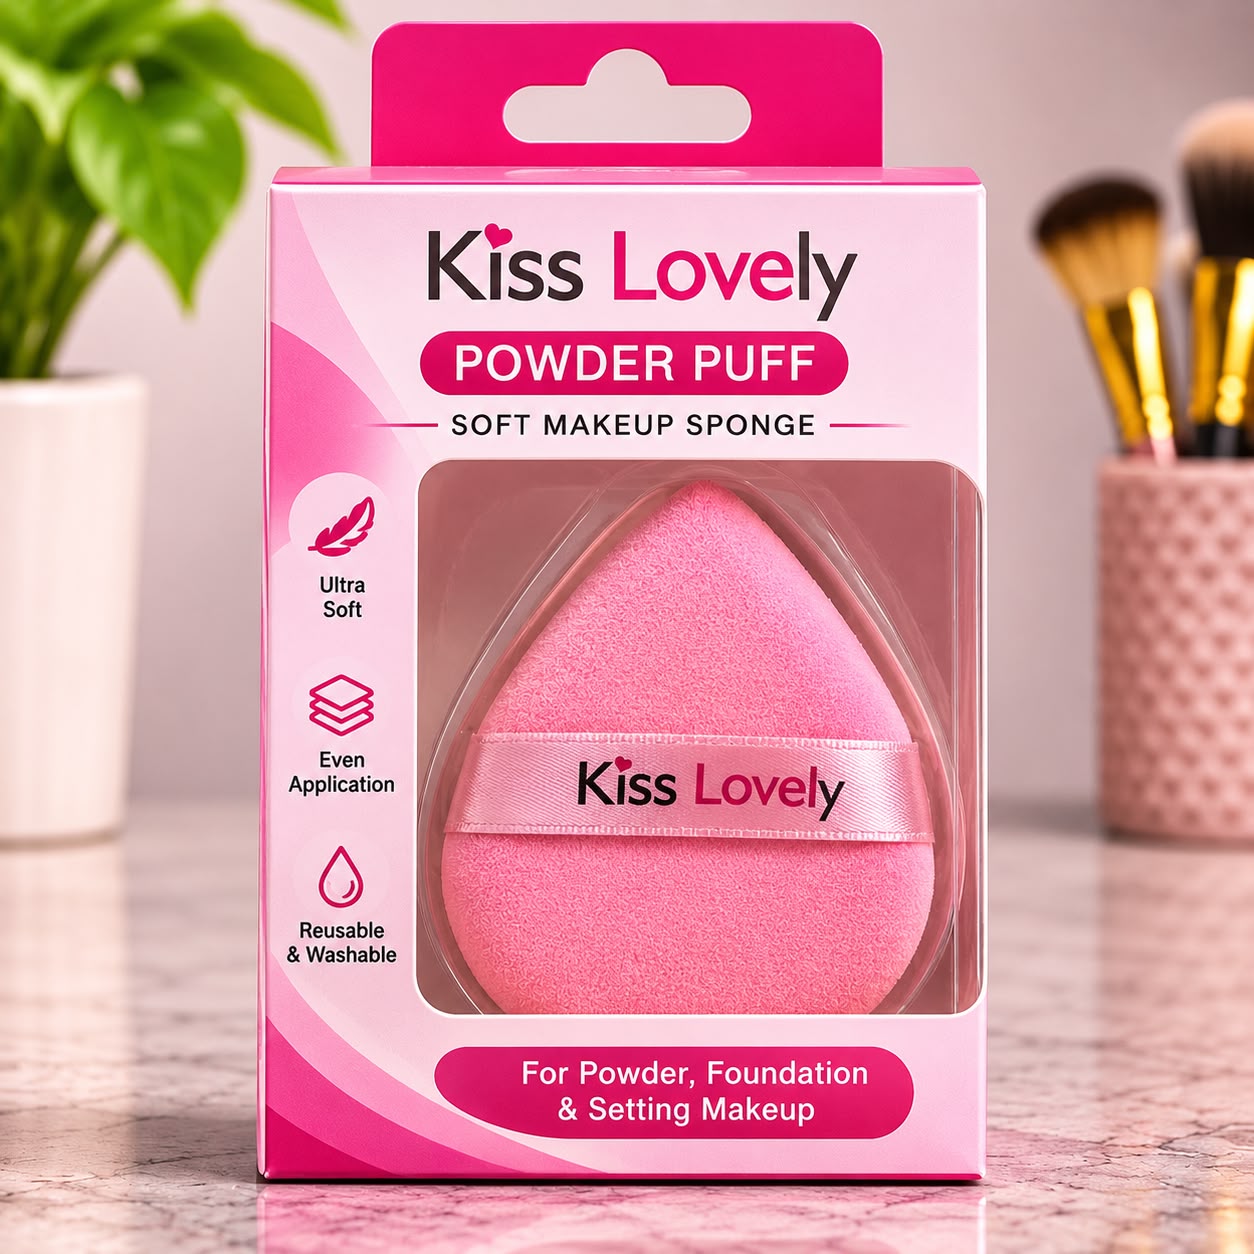 Kiss Lovely
POWDER PUFF
SOFT MAKEUP SPONGE
Ultra
Soft
Even
Application
Reusable
& Washable
Kiss Lovely
For Powder, Foundation
& Setting Makeup